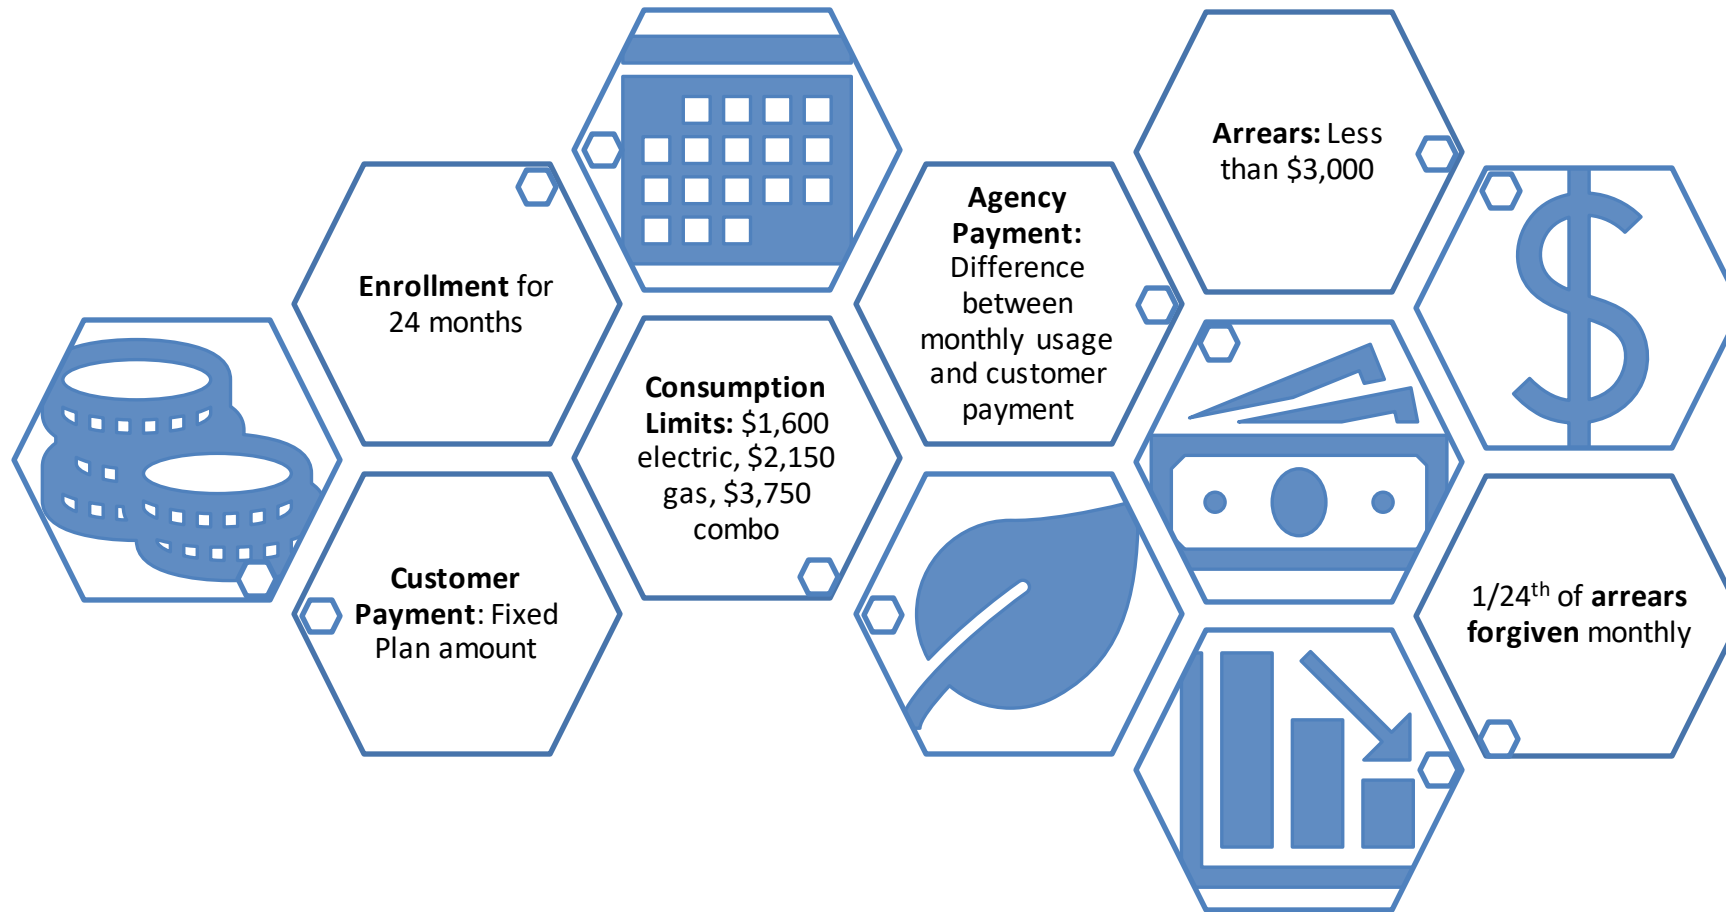 Enrollment for
24 months
Customer
Payment: Fixed
Plan amount
Consumption
Limits: $1,600
electric, $2,150
gas, $3,750
combo
Agency
Payment:
Difference
between
monthly usage
and customer
payment
Arrears: Less
than $3,000
1/24th of arrears
forgiven monthly